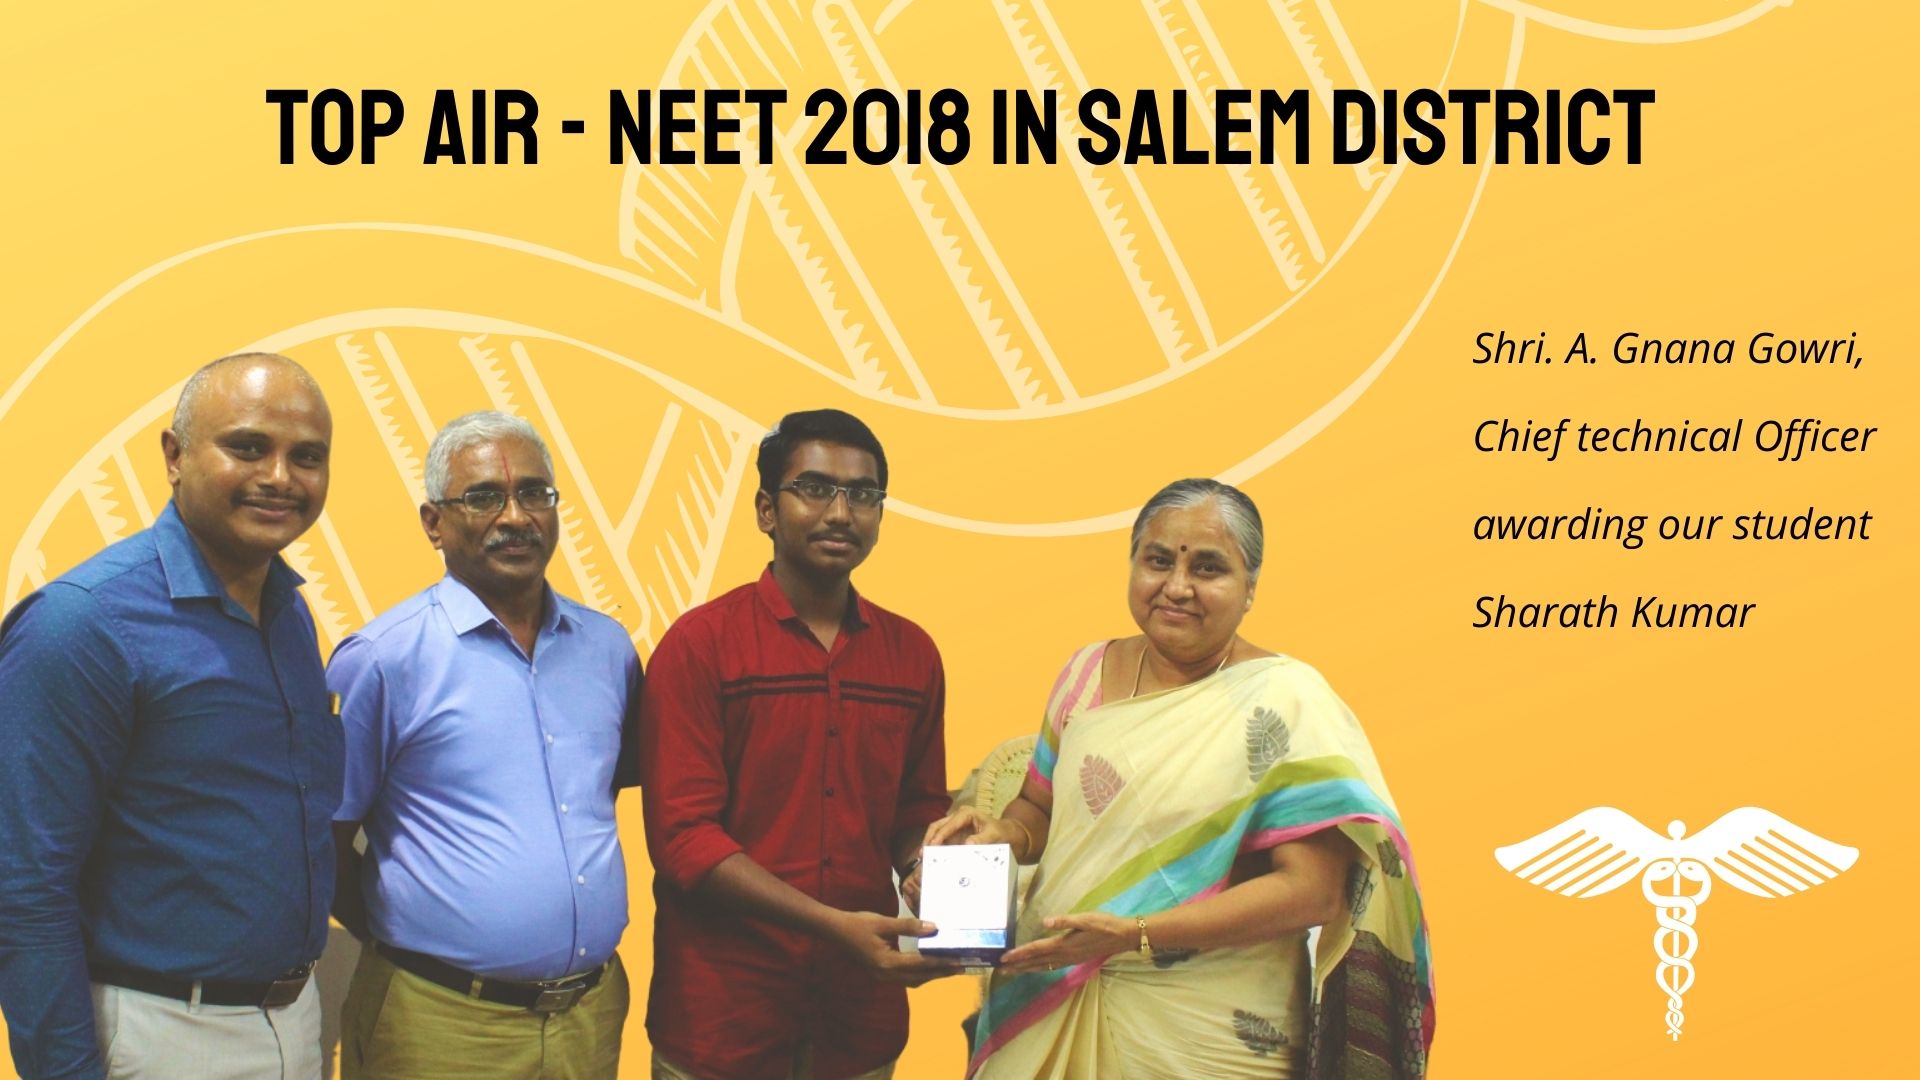 TOP AIR - NEET 2018 IN SALEM DISTRICT
Shri. A. Gnana Gowri,
Chief technical Officer
awarding our student
Sharath Kumar